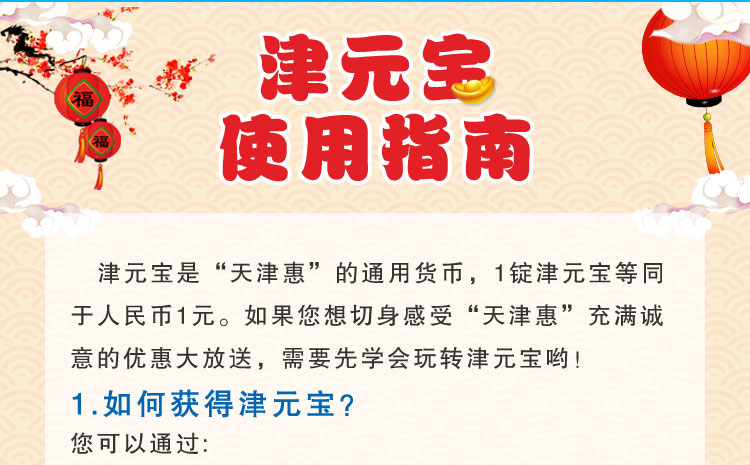 津元宝
使用指南
福
福
津元宝是“天津惠”的通用货币，1锭津元宝等同
于人民币1元。如果您想切身感受“天津惠”充满诚
意的优惠大放送，需要先学会玩转津元宝哟!
1.如何获得津元宝?
您可以通过: